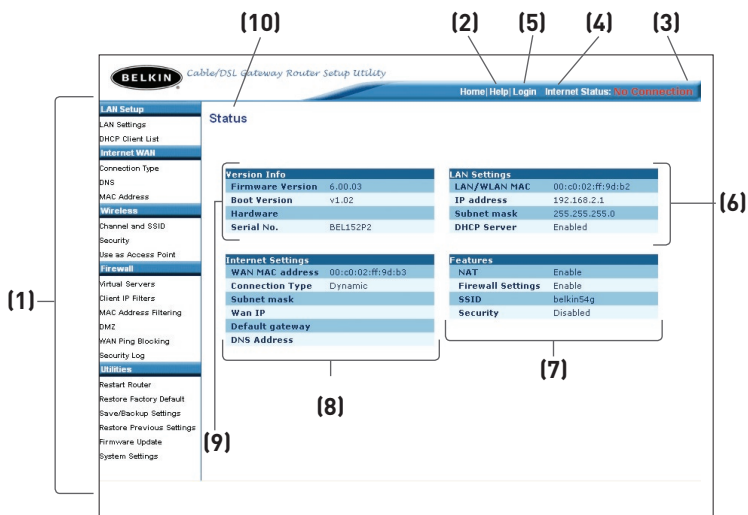 (10)
(2)
(5)
(4)
(3)
BELKIN
Cable/DSL Gateway Router Setup Utility
Home| Help| Login Internet Status: No Connection
(1)
LAN Setup
LAN Settings
DHCP Client List
Internet WAN
Connection Type
DNS
MAC Address
Wireless
Channel and SSID
Security
Use as Access Point
Firewall
Virtual Servers
Client IP Filters
MAC Address Filtering
DMZ
WAN Ping Blocking
Security Log
Utilities
Restart Router
Restore Factory Default
Save/Backup Settings
Restore Previous Settings
Firmware Update
System Settings
Status
Version Info
Firmware Version 6.00.03
Boot Version v1.02
Hardware
Serial No. BEL152P2
(9)
LAN Settings
LAN/WLAN MAC 00:c0:02:ff:9d:b2
IP address 192.168.2.1
Subnet mask 255.255.255.0
DHCP Server Enabled
(6)
Internet Settings
WAN MAC address 00:c0:02:ff:9d:b3
Connection Type Dynamic
Subnet mask
Wan IP
Default gateway
DNS Address
(8)
Features
NAT Enable
Firewall Settings Enable
SSID belkin54g
Security Disabled
(7)